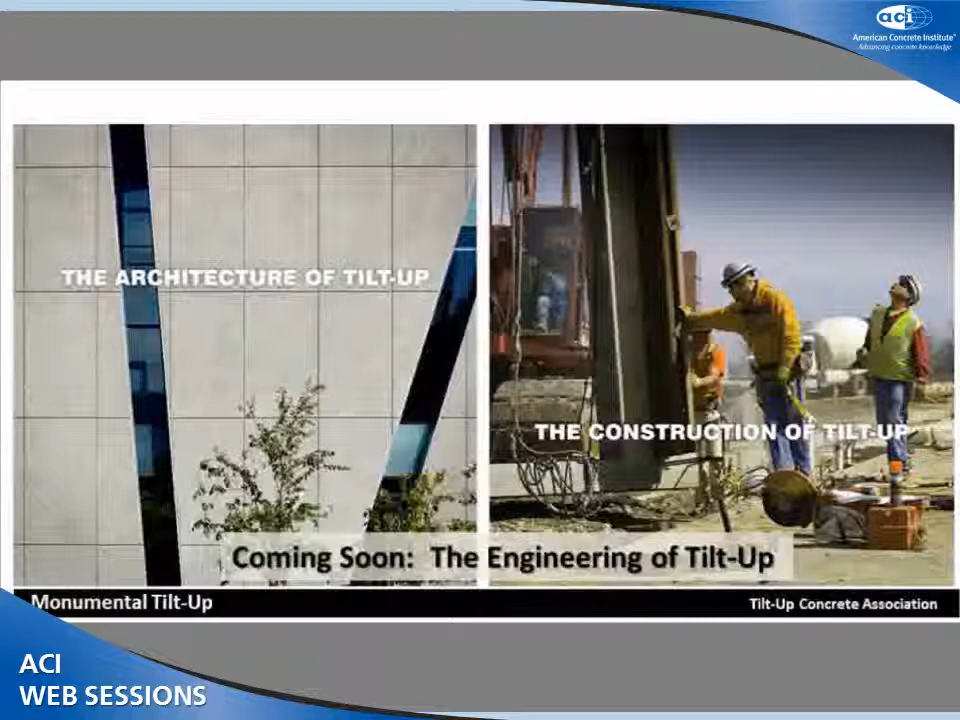 aci
American Concrete Institute®
Advancing concrete knowledge
THE ARCHITECTURE OF TILT-UP
THE CONSTRUCTION OF TILT-UP
Coming Soon: The Engineering of Tilt-Up
Monumental Tilt-Up
Tilt-Up Concrete Association
ACI
WEB SESSIONS